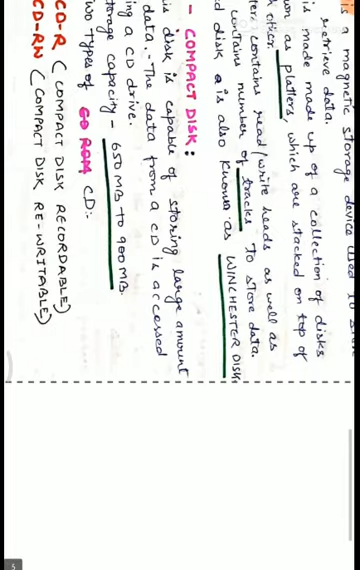 is a magnetic storage device used to
retrieve data.
is made made up of a collection of disks
as platters, which are stacked on top of
other.
contains read/write heads as well as
contains number of tracks To store data.
disk a is also known as WINCHESTER DISK
- COMPACT DISK:
disk is capable of storing large amount
data. - The data from a CD is accessed
a CD drive.
capacity - 650 MB TO 900 MB.
types of CD ROM CD:-
CD-R (COMPACT DISK RECORDABLE)
CD-RW (COMPACT DISK RE-WRITABLE)
5